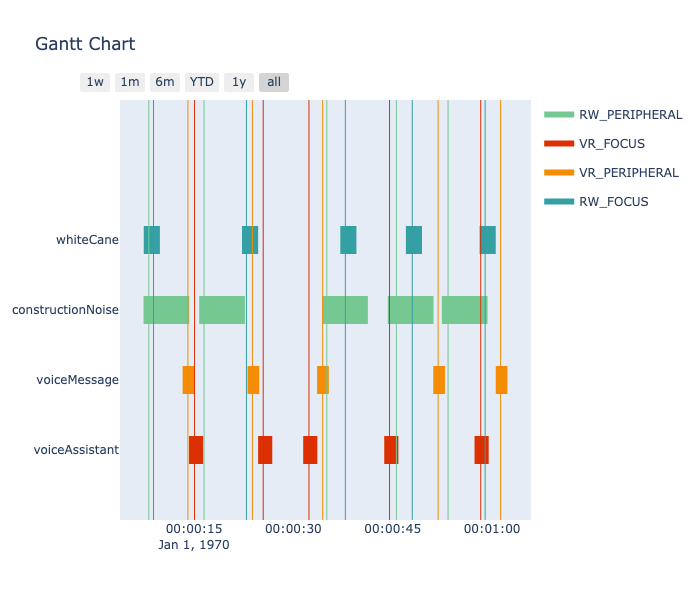 Gantt Chart
1w 1m 6m YTD 1y all
RW_PERIPHERAL
VR_FOCUS
VR_PERIPHERAL
RW_FOCUS
whiteCane
constructionNoise
voiceMessage
voiceAssistant
00:00:15 00:00:30 00:00:45 00:01:00
Jan 1, 1970